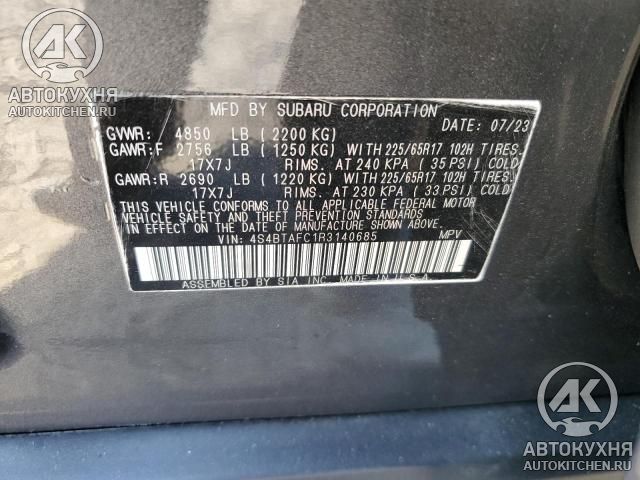 AK
АВТОКУХНЯ
AUTOKITCHEN.RU
MFD BY SUBARU CORPORATION
DATE: 07/23
GVWR: 4850 LB (2200 KG)
GAWR:F 2756 LB (1250 KG) WITH 225/65R17 102H TIRES.
17X7J RIMS. AT 240 KPA (35 PSI) COLD
GAWR:R 2690 LB (1220 KG) WITH 225/65R17 102H TIRES.
17X7J RIMS. AT 230 KPA (33 PSI) COLD
THIS VEHICLE CONFORMS TO ALL APPLICABLE FEDERAL MOTOR
VEHICLE SAFETY AND THEFT PREVENTION STANDARDS
IN EFFECT ON THE DATE OF MANUFACTURE SHOWN ABOVE.
VIN: 4S4BTAFC1R3140685
MPV
ASSEMBLED BY SIA INC. MADE IN U.S.A
AK
АВТОКУХНЯ
AUTOKITCHEN.RU